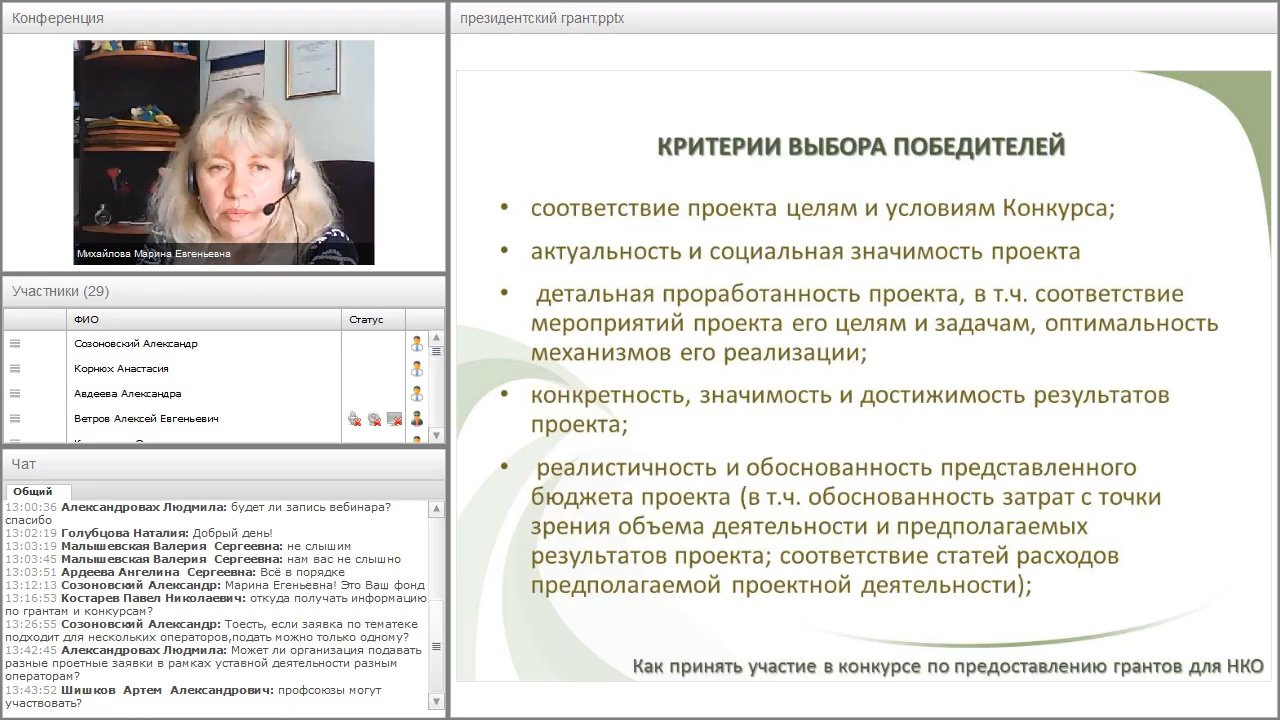 Конференция
Михайлова Марина Евгеньевна
Участники (29)
ФИО Статус
Созоновский Александр
Корнюх Анастасия
Авдеева Александра
Ветров Алексей Евгеньевич
Чат
Общий
13:00:36 Александровах Людмила: будет ли запись вебинара?
спасибо
13:02:19 Голубцова Наталия: Добрый день!
13:03:19 Малышевская Валерия Сергеевна: не слышим
13:03:45 Малышевская Валерия Сергеевна: нам вас не слышно
13:03:51 Ардеева Ангелина Сергеевна: Всё в порядке
13:12:13 Созоновский Александр: Марина Егеньевна! Это Ваш фонд
13:16:53 Костарев Павел Николаевич: откуда получать информацию
по грантам и конкурсам?
13:26:55 Созоновский Александр: Тоесть, если заявка по тематеке
подходит для нескольких операторов,подать можно только одному?
13:42:45 Александровах Людмила: Может ли организация подавать
разные проетные заявки в рамках уставной деятельности разным
операторам?
13:43:52 Шишков Артем Александрович: профсоюзы могут
участвовать?
президентский грант.pptx
КРИТЕРИИ ВЫБОРА ПОБЕДИТЕЛЕЙ
• соответствие проекта целям и условиям Конкурса;
• актуальность и социальная значимость проекта
• детальная проработанность проекта, в т.ч. соответствие
мероприятий проекта его целям и задачам, оптимальность
механизмов его реализации;
• конкретность, значимость и достижимость результатов
проекта;
• реалистичность и обоснованность представленного
бюджета проекта (в т.ч. обоснованность затрат с точки
зрения объема деятельности и предполагаемых
результатов проекта; соответствие статей расходов
предполагаемой проектной деятельности);
Как принять участие в конкурсе по предоставлению грантов для НКО